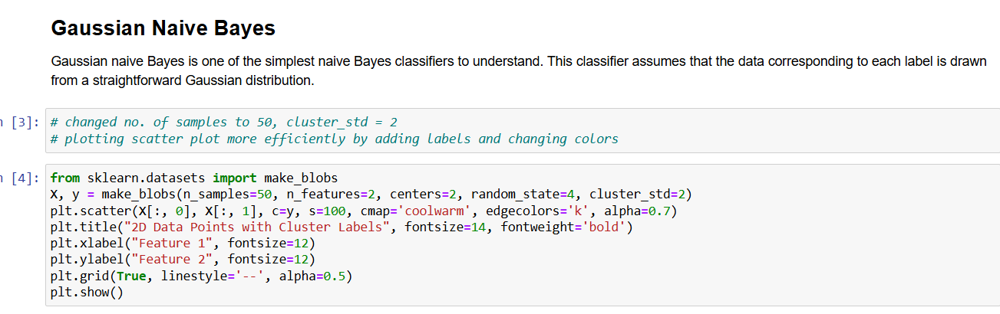 Gaussian Naive Bayes
Gaussian naive Bayes is one of the simplest naive Bayes classifiers to understand. This classifier assumes that the data corresponding to each label is drawn
from a straightforward Gaussian distribution.
n [3]: # changed no. of samples to 50, cluster_std = 2
# plotting scatter plot more efficiently by adding labels and changing colors
n [4]: from sklearn.datasets import make_blobs
X, y = make_blobs(n_samples=50, n_features=2, centers=2, random_state=4, cluster_std=2)
plt.scatter(X[:, 0], X[:, 1], c=y, s=100, cmap='coolwarm', edgecolors='k', alpha=0.7)
plt.title("2D Data Points with Cluster Labels", fontsize=14, fontweight='bold')
plt.xlabel("Feature 1", fontsize=12)
plt.ylabel("Feature 2", fontsize=12)
plt.grid(True, linestyle='--', alpha=0.5)
plt.show()